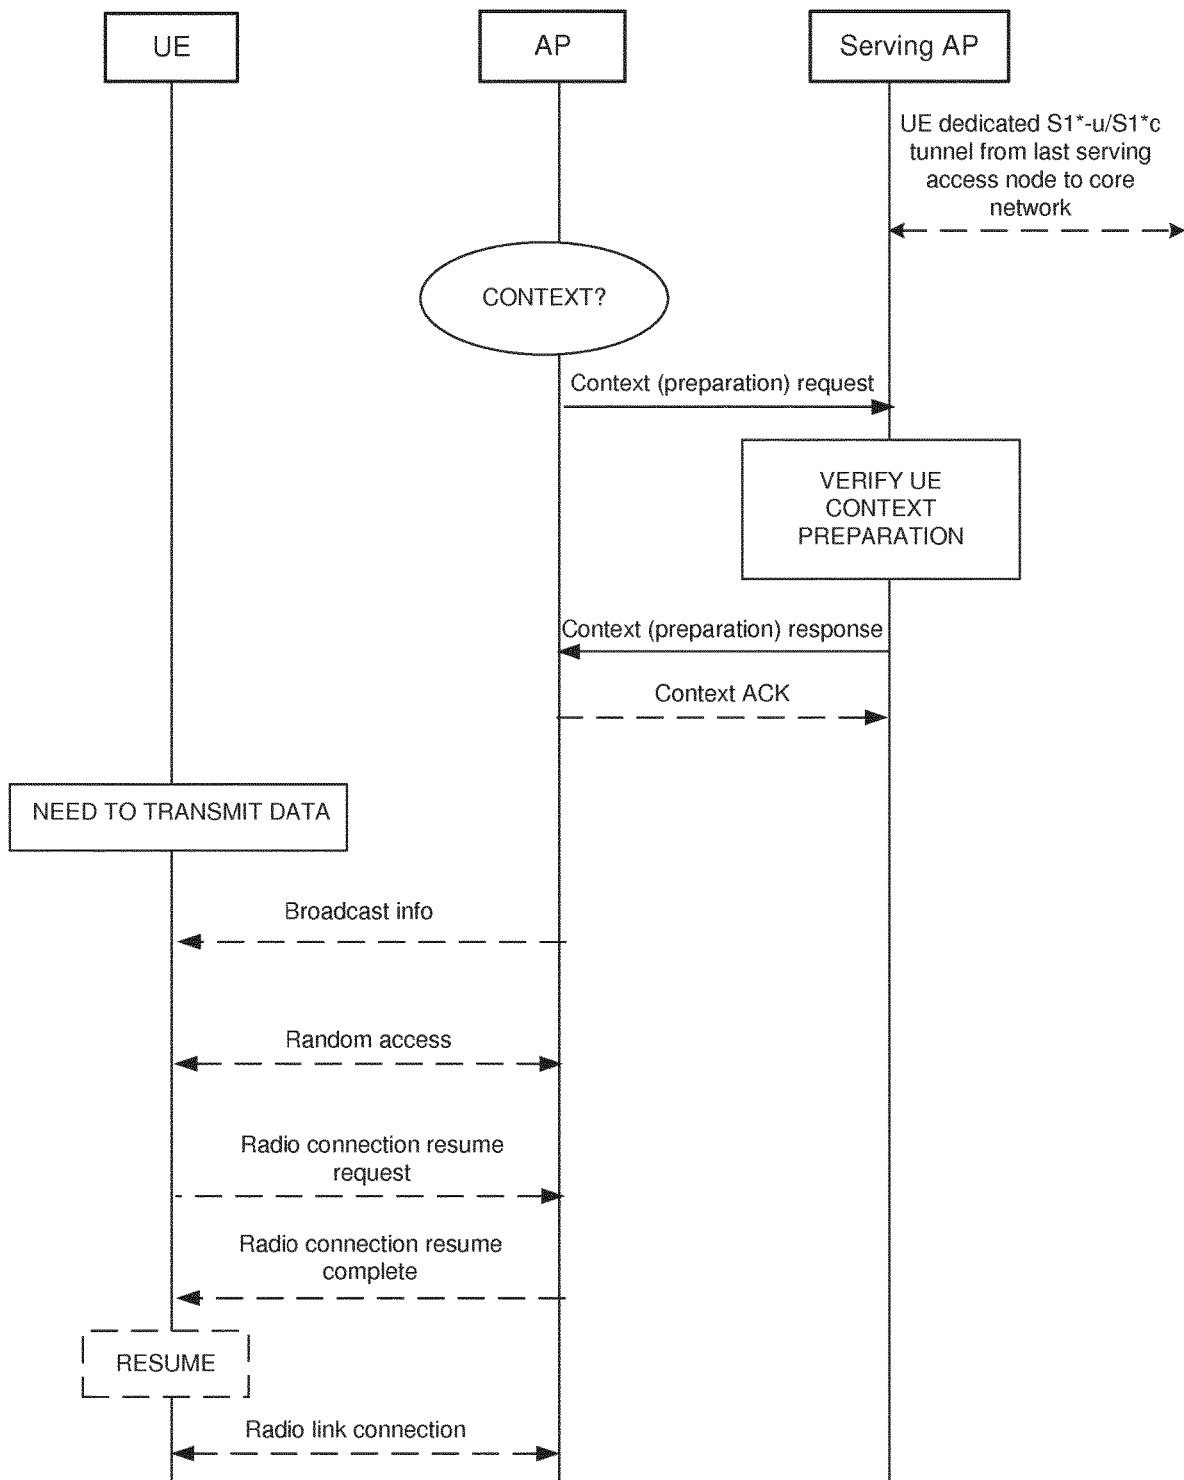 UE
AP
Serving AP
UE dedicated S1*-u/S1*c
tunnel from last serving
access node to core
network
CONTEXT?
Context (preparation) request
VERIFY UE
CONTEXT
PREPARATION
Context (preparation) response
Context ACK
NEED TO TRANSMIT DATA
Broadcast info
Random access
Radio connection resume
request
Radio connection resume
complete
RESUME
Radio link connection